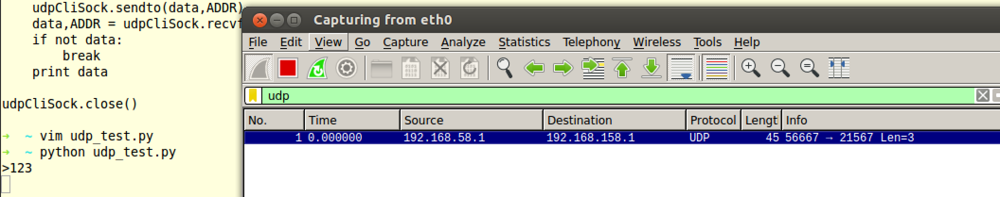 udpCliSock.sendto(data,ADDR)
data,ADDR = udpCliSock.recvf
if not data:
break
print data
udpCliSock.close()
➜ ~ vim udp_test.py
➜ ~ python udp_test.py
>123
Capturing from eth0
File Edit View Go Capture Analyze Statistics Telephony Wireless Tools Help
udp
No. Time Source Destination Protocol Lengt Info
1 0.000000 192.168.58.1 192.168.158.1 UDP 45 56667 → 21567 Len=3